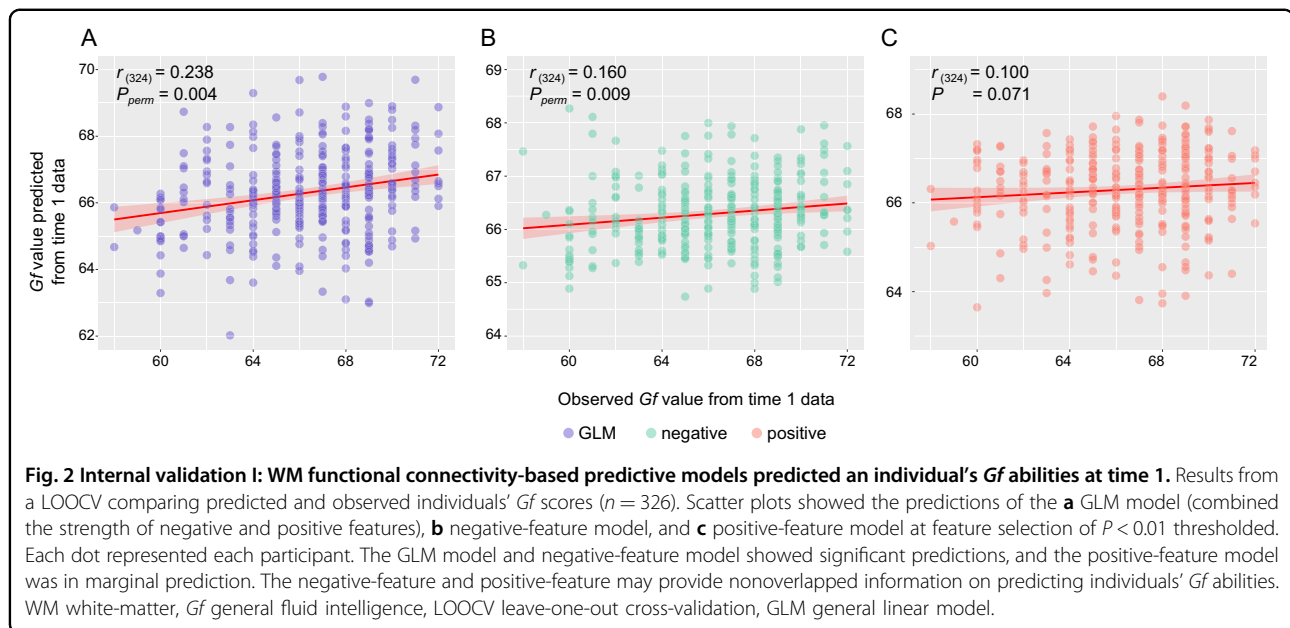 A
r(324) = 0.238
Pperm = 0.004
70
68
66
64
62
60
64
68
72
Gf value predicted
from time 1 data
B
r(324) = 0.160
Pperm = 0.009
69
68
67
66
65
64
60
64
68
72
C
r(324) = 0.100
P = 0.071
68
66
64
60
64
68
72
Observed Gf value from time 1 data
GLM negative positive
Fig. 2 Internal validation I: WM functional connectivity-based predictive models predicted an individual's Gf abilities at time 1. Results from
a LOOCV comparing predicted and observed individuals' Gf scores (n = 326). Scatter plots showed the predictions of the a GLM model (combined
the strength of negative and positive features), b negative-feature model, and c positive-feature model at feature selection of P < 0.01 thresholded.
Each dot represented each participant. The GLM model and negative-feature model showed significant predictions, and the positive-feature model
was in marginal prediction. The negative-feature and positive-feature may provide nonoverlapped information on predicting individuals' Gf abilities.
WM white-matter, Gf general fluid intelligence, LOOCV leave-one-out cross-validation, GLM general linear model.